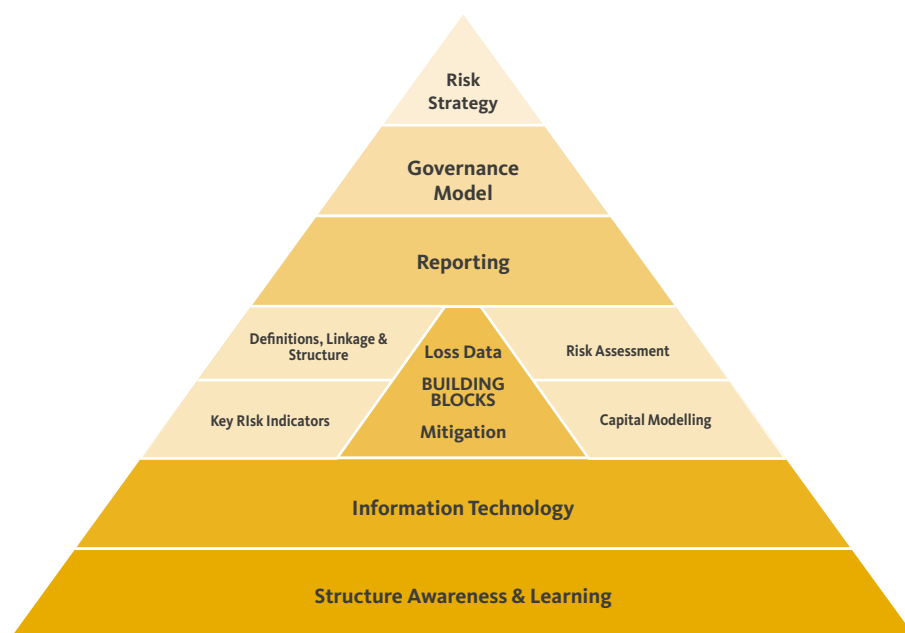 Risk
Strategy
Governance
Model
Reporting
Definitions, Linkage &
Structure
Loss Data
Risk Assessment
BUILDING
BLOCKS
Key RIsk Indicators
Mitigation
Capital Modelling
Information Technology
Structure Awareness & Learning